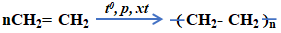 nCH₂= CH₂ t⁰, p, xt → -(CH₂- CH₂)-ₙ